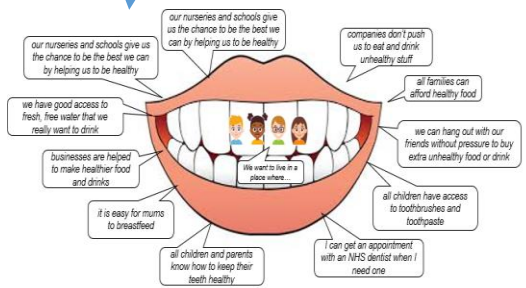 our nurseries and schools give
us the chance to be the best we
can by helping us to be healthy
our nurseries and schools give us
the chance to be the best we can
by helping us to be healthy
we have good access to
fresh, free water that we
really want to drink
businesses are helped
to make healthier food
and drinks
it is easy for mums
to breastfeed
all children and parents
know how to keep their
teeth healthy
We want to live in a
place where…
companies don't push
us to eat and drink
unhealthy stuff
all families can
afford healthy food
we can hang out with our
friends without pressure to buy
extra unhealthy food or drink
all children have access
to toothbrushes and
toothpaste
I can get an appointment
with an NHS dentist when I
need one